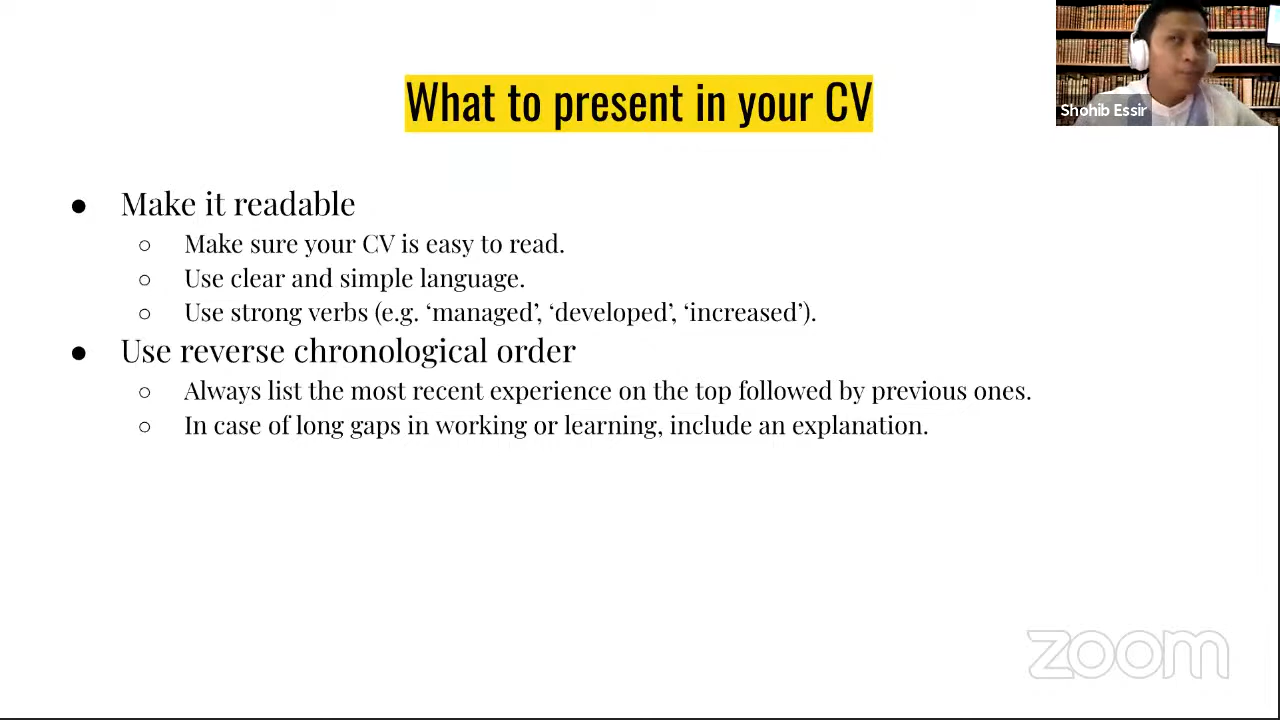 What to present in your CV
Shohib Essir
● Make it readable
○ Make sure your CV is easy to read.
○ Use clear and simple language.
○ Use strong verbs (e.g. ‘managed’, ‘developed’, ‘increased’).
● Use reverse chronological order
○ Always list the most recent experience on the top followed by previous ones.
○ In case of long gaps in working or learning, include an explanation.
zoom